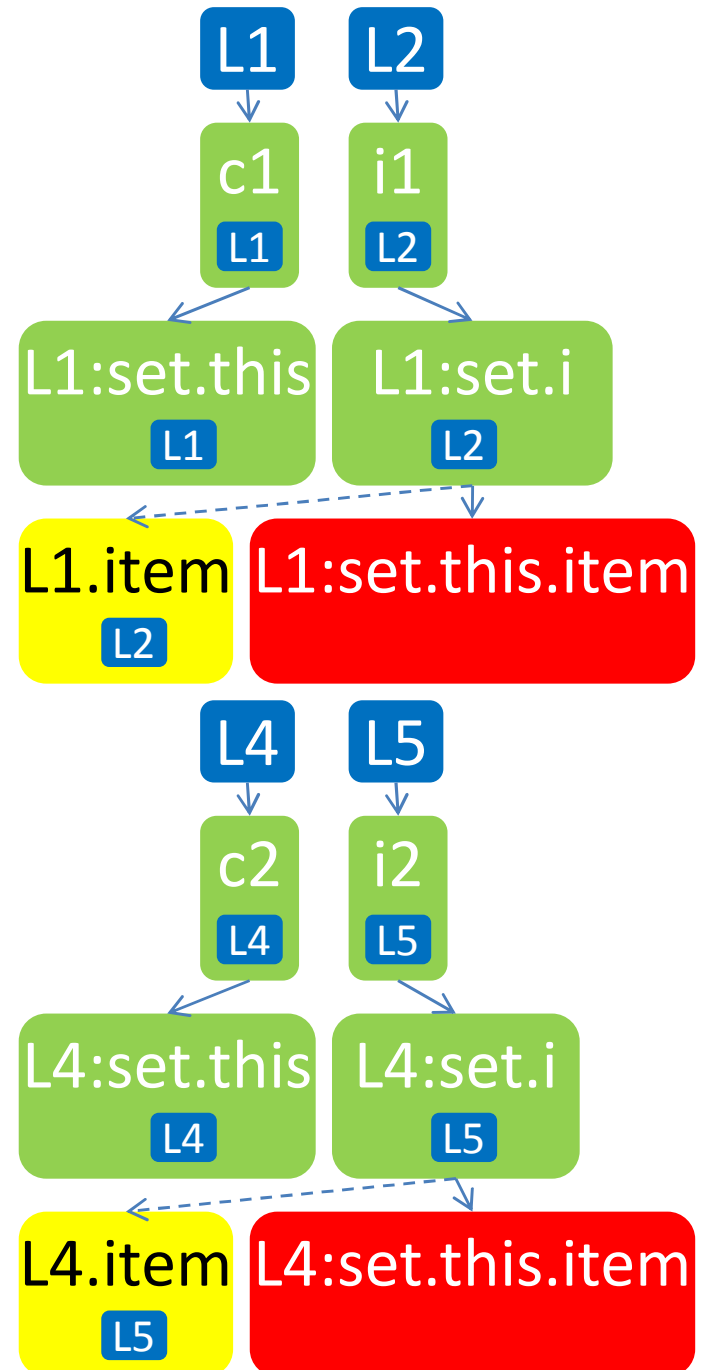 L1 L2
c1 i1
L1 L2
L1:set.this L1:set.i
L1 L2
L1.item L1:set.this.item
L2
L4 L5
c2 i2
L4 L5
L4:set.this L4:set.i
L4 L5
L4.item L4:set.this.item
L5